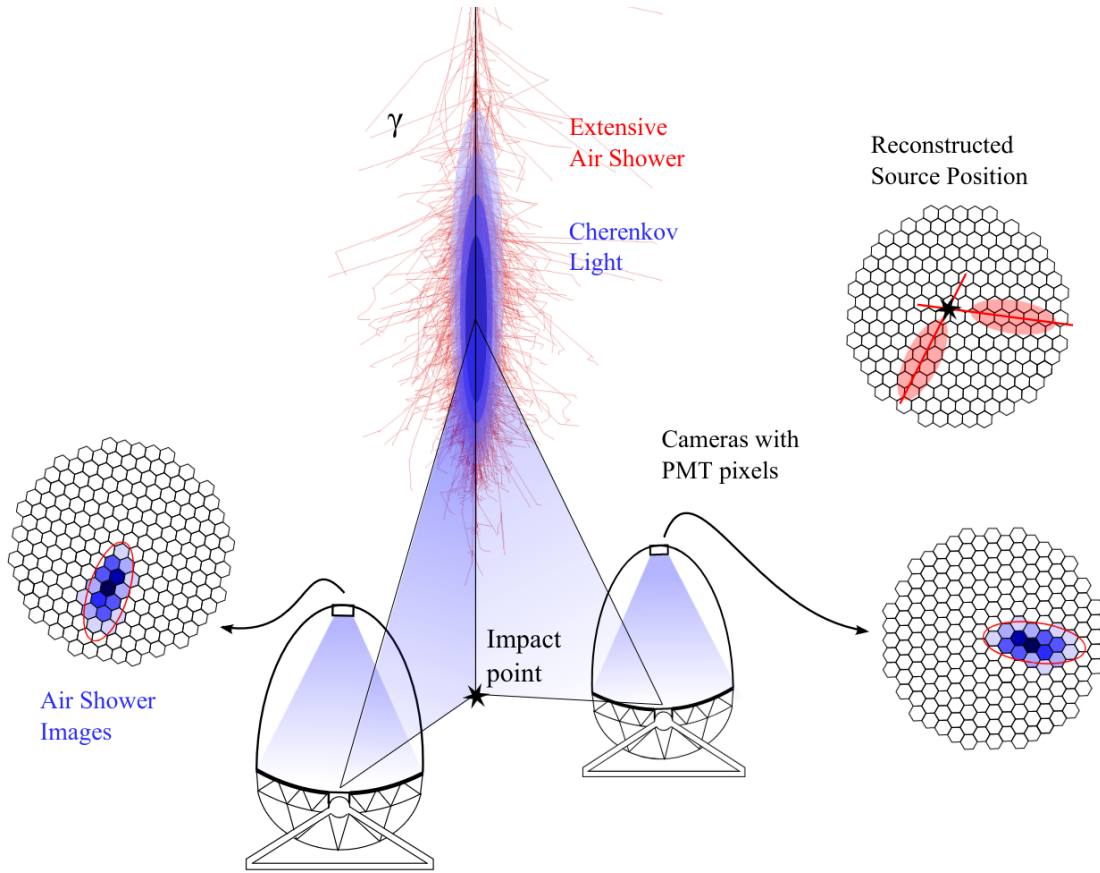 γ
Extensive
Air Shower
Reconstructed
Source Position
Cherenkov
Light
Cameras with
PMT pixels
Impact
point
Air Shower
Images